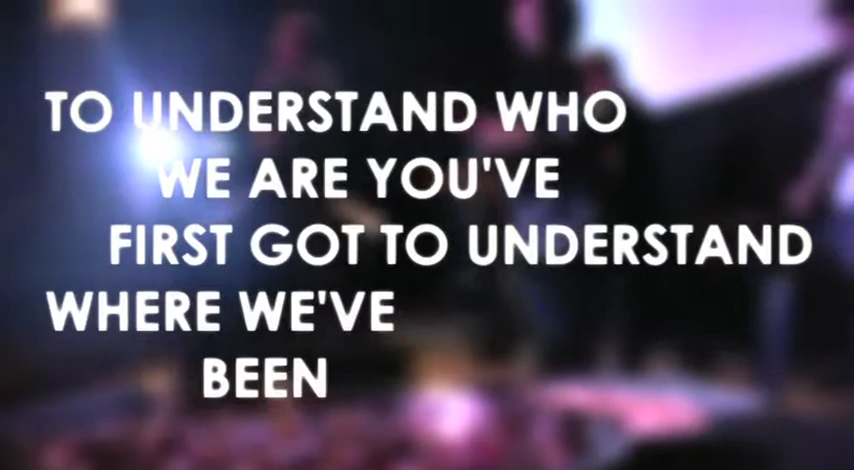 TO UNDERSTAND WHO
WE ARE YOU'VE
FIRST GOT TO UNDERSTAND
WHERE WE'VE
BEEN